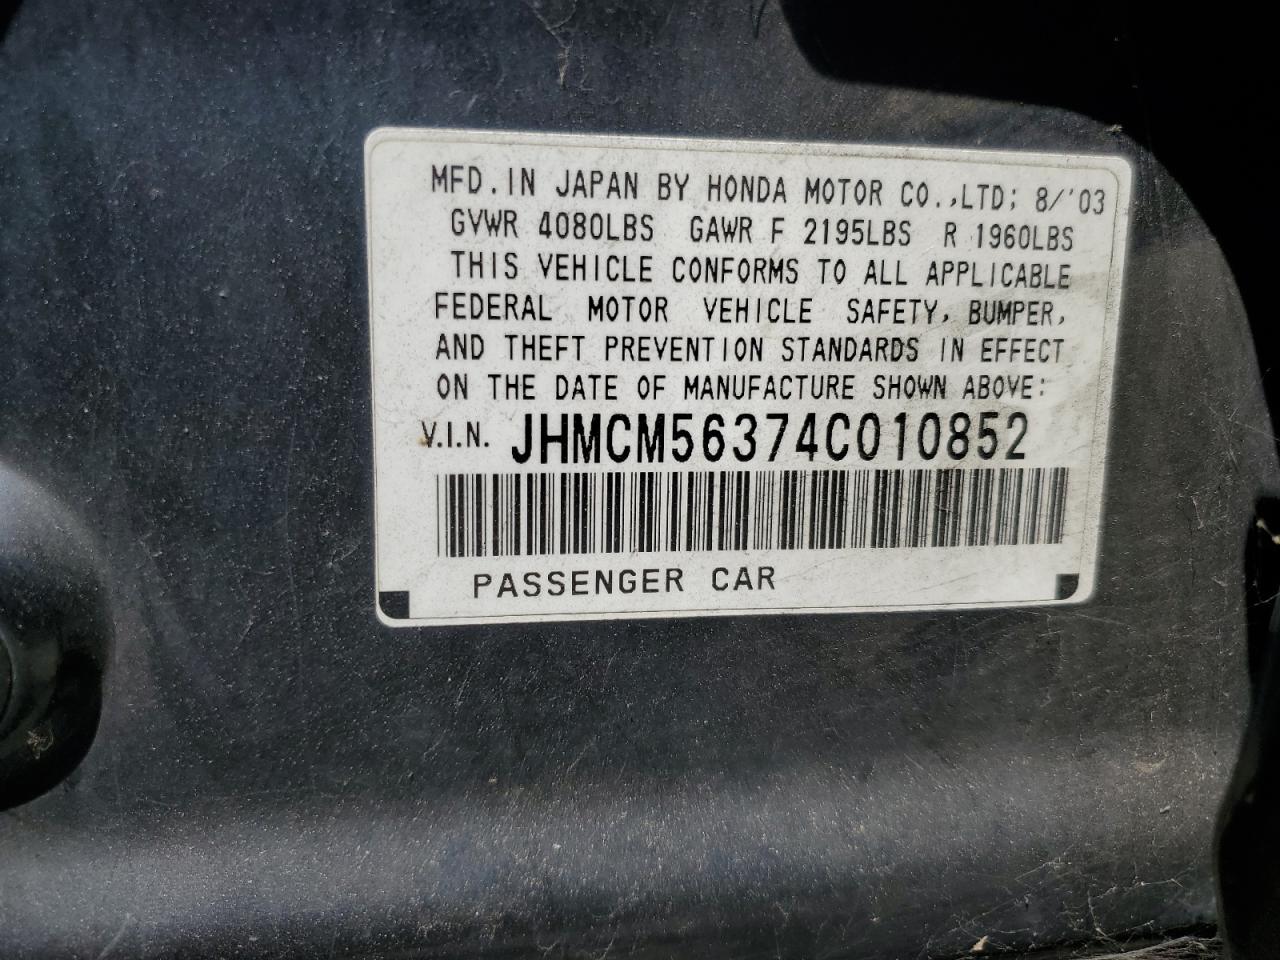 MFD.IN JAPAN BY HONDA MOTOR CO.,LTD; 8/'03
GVWR 4080LBS GAWR F 2195LBS R 1960LBS
THIS VEHICLE CONFORMS TO ALL APPLICABLE
FEDERAL MOTOR VEHICLE SAFETY, BUMPER,
AND THEFT PREVENTION STANDARDS IN EFFECT
ON THE DATE OF MANUFACTURE SHOWN ABOVE:
V.I.N. JHMCM56374C010852
PASSENGER CAR